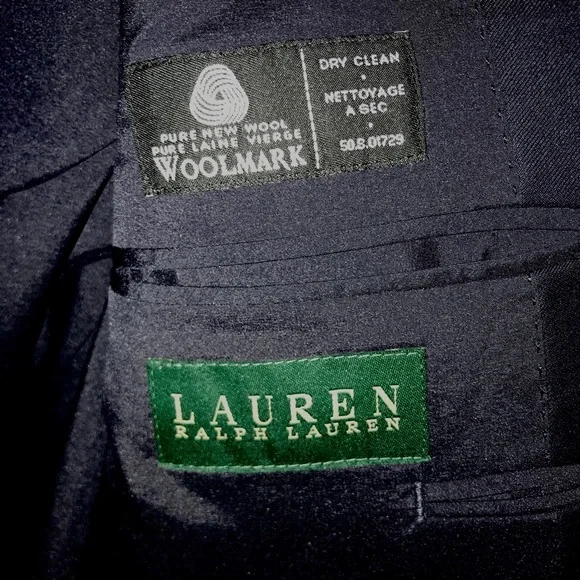 PURE NEW WOOL
PURE LAINE VIERGE
WOOLMARK
DRY CLEAN
•
NETTOYAGE
A SEC
•
50.8.01729
LAUREN
RALPH LAUREN